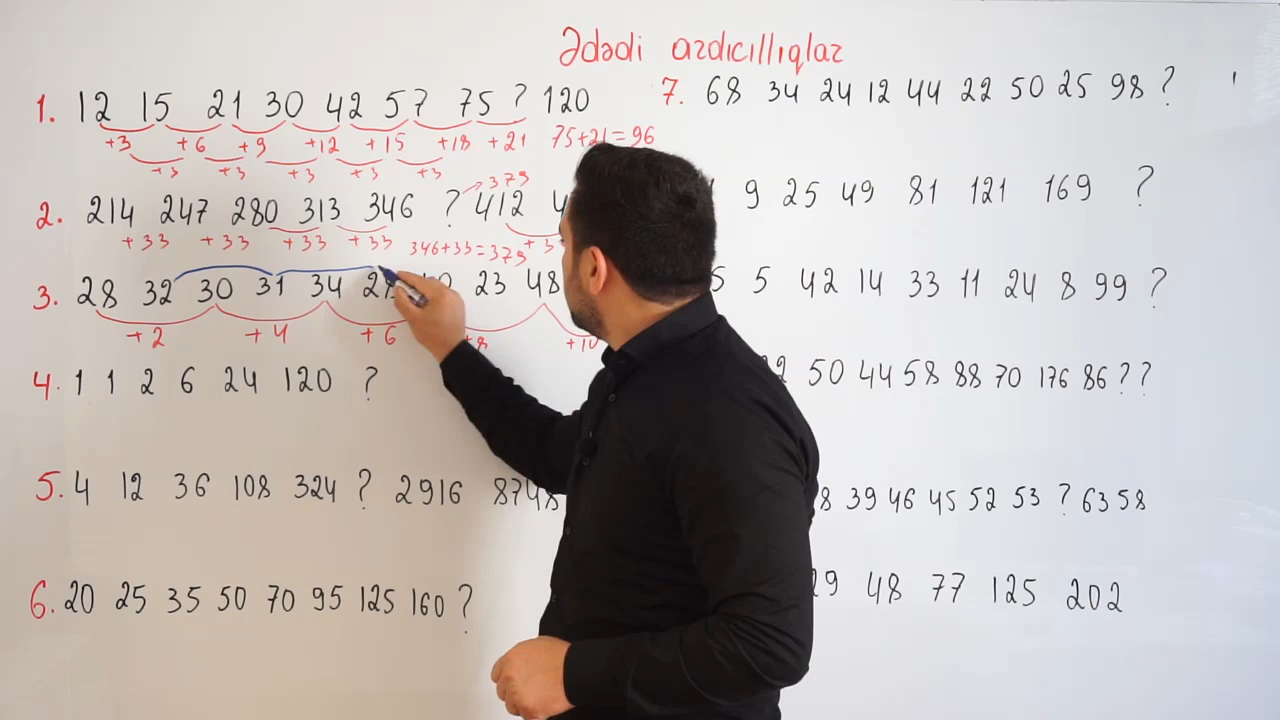 Ədədi ardıcıllıqlar
1. 12 15 21 30 42 57 75 ? 120
+3 +6 +9 +12 +15 +18 +21 75+21=96
+3 +3 +3 +3 +3
379
2. 214 247 280 313 346 ? 412
+33 +33 +33 +33 346+33=379
3. 28 32 30 31 34 23 48
+2 +4 +6 +8 +10
4. 1 1 2 6 24 120 ?
5. 4 12 36 108 324 ? 2916 8748
6. 20 25 35 50 70 95 125 160 ?
7. 68 34 24 12 44 22 50 25 98 ?
9 25 49 81 121 169 ?
5 42 14 33 11 24 8 99 ?
50 44 58 88 70 176 86 ? ?
39 46 45 52 53 ? 63 58
48 77 125 202